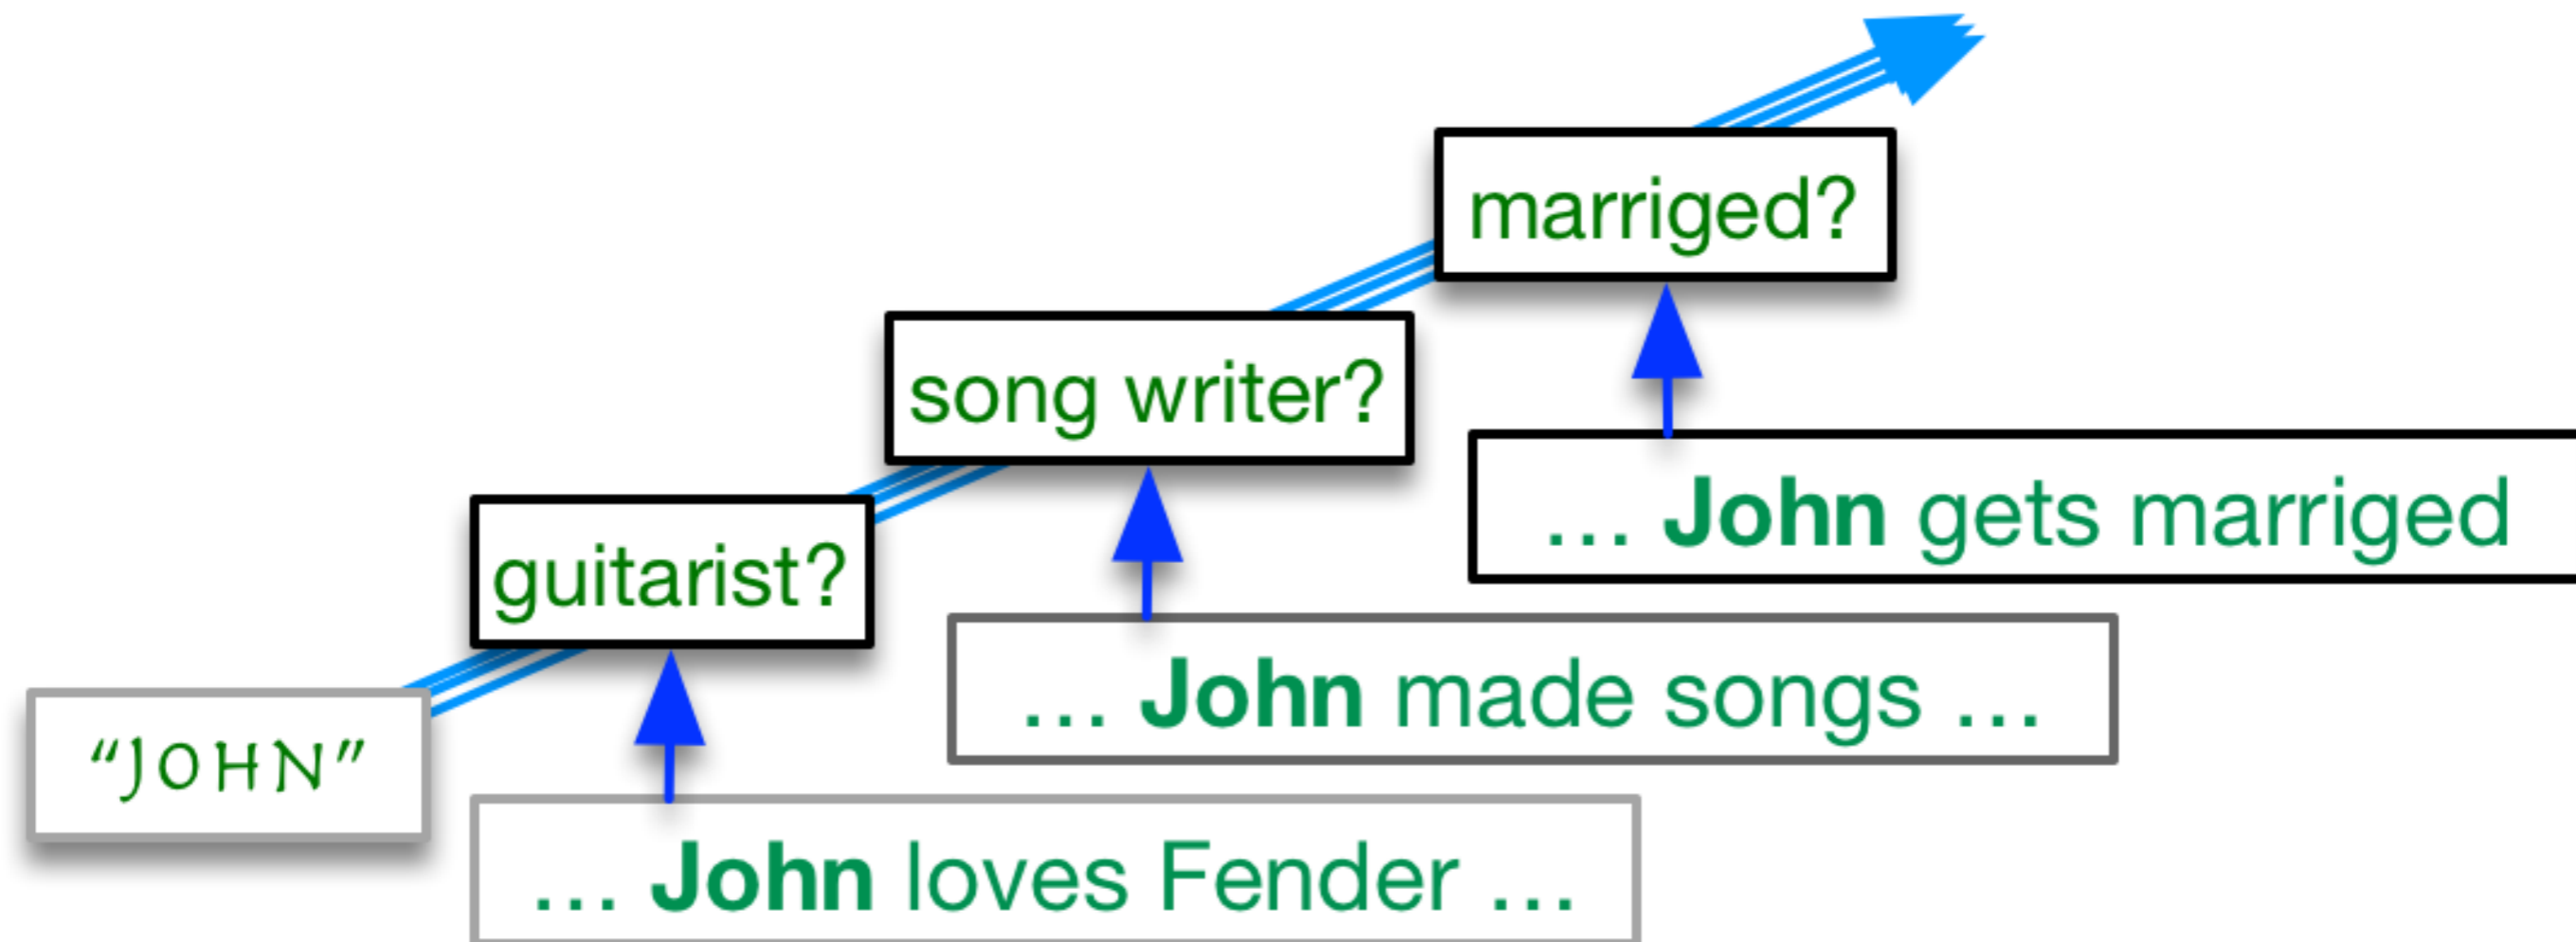 marriged?
song writer?
… John gets marriged
guitarist?
… John made songs …
“JOHN”
… John loves Fender …